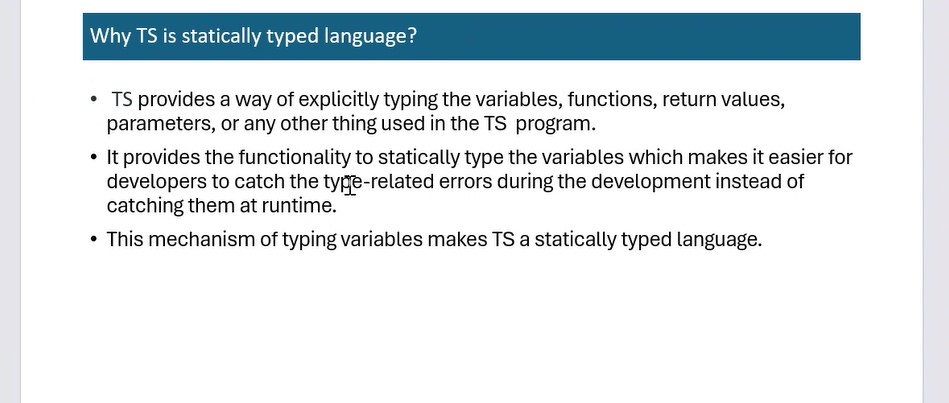 Why TS is statically typed language?
• TS provides a way of explicitly typing the variables, functions, return values,
parameters, or any other thing used in the TS  program.
• It provides the functionality to statically type the variables which makes it easier for
developers to catch the type-related errors during the development instead of
catching them at runtime.
• This mechanism of typing variables makes TS a statically typed language.